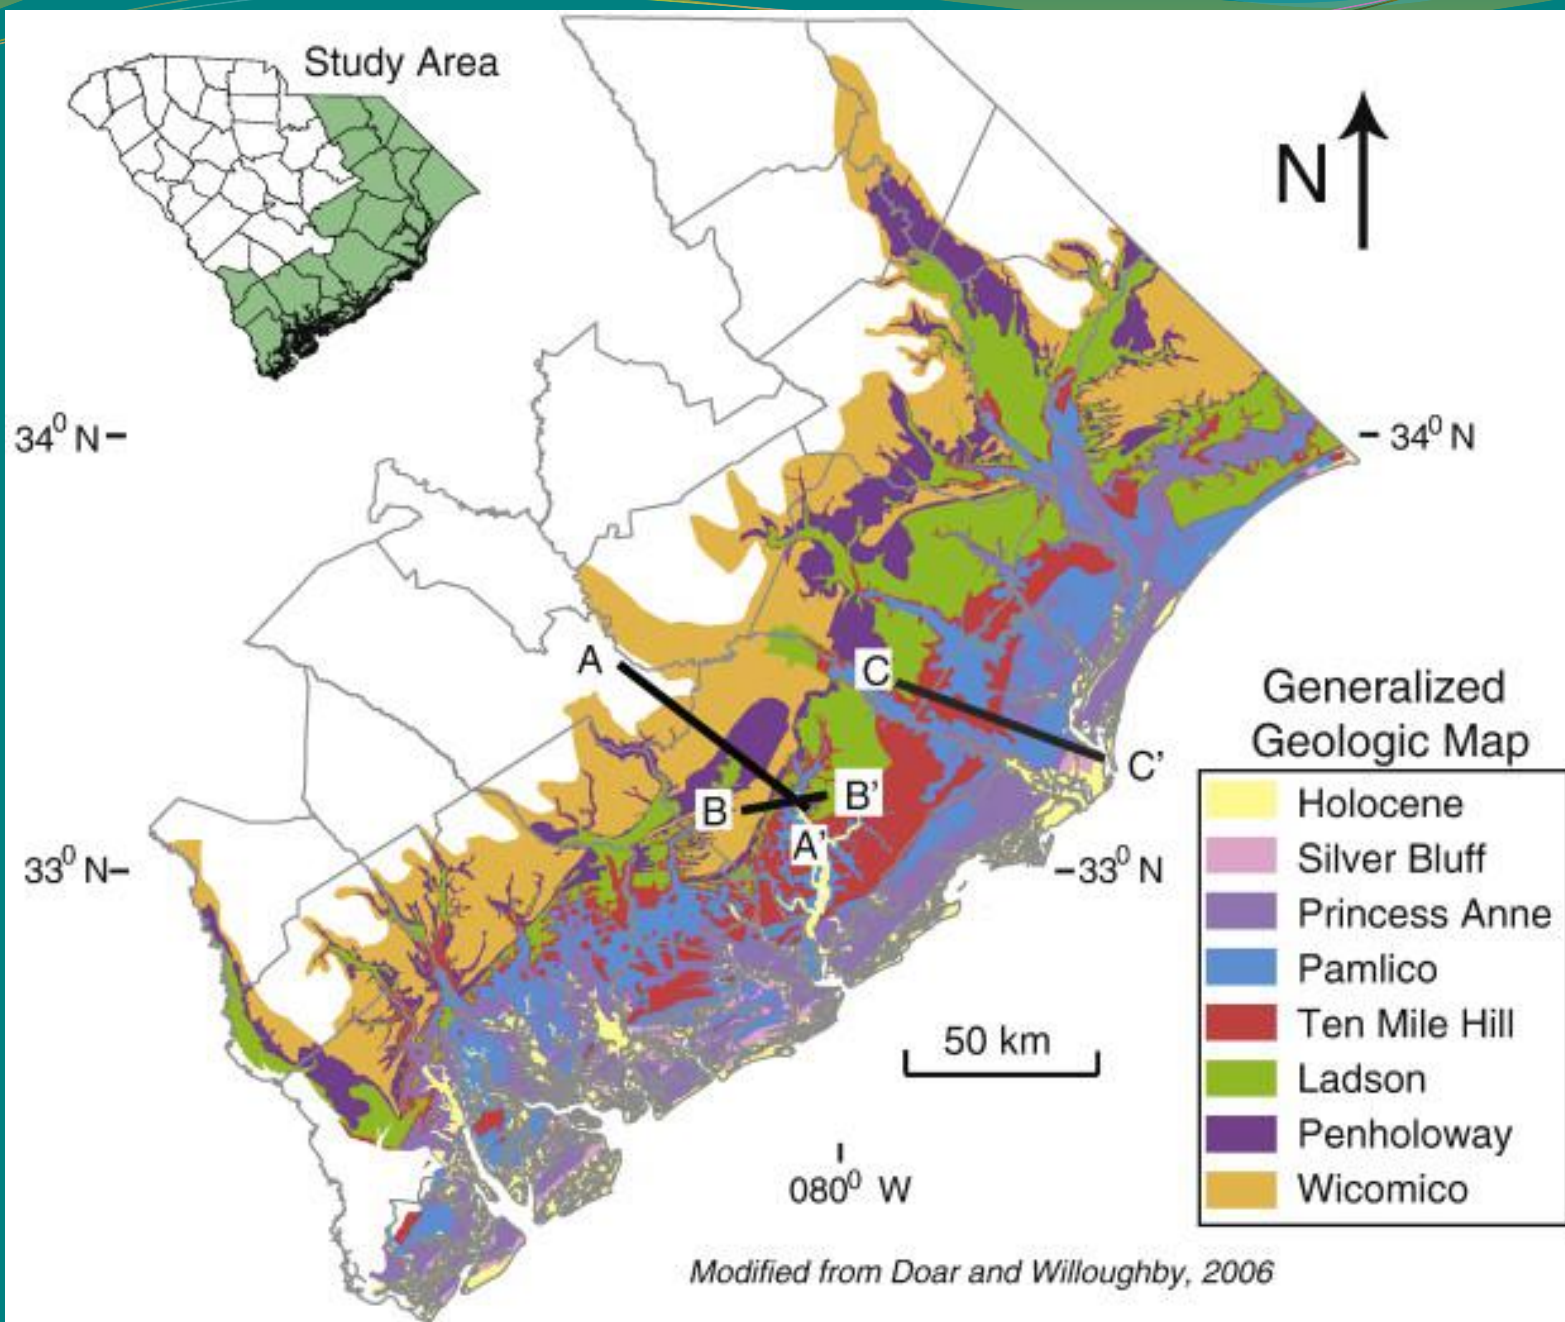 Study Area
N
34⁰ N
34⁰ N
A
C
C'
B
B'
A'
33⁰ N
33⁰ N
50 km
080⁰ W
Generalized
Geologic Map
Holocene
Silver Bluff
Princess Anne
Pamlico
Ten Mile Hill
Ladson
Penholoway
Wicomico
Modified from Doar and Willoughby, 2006